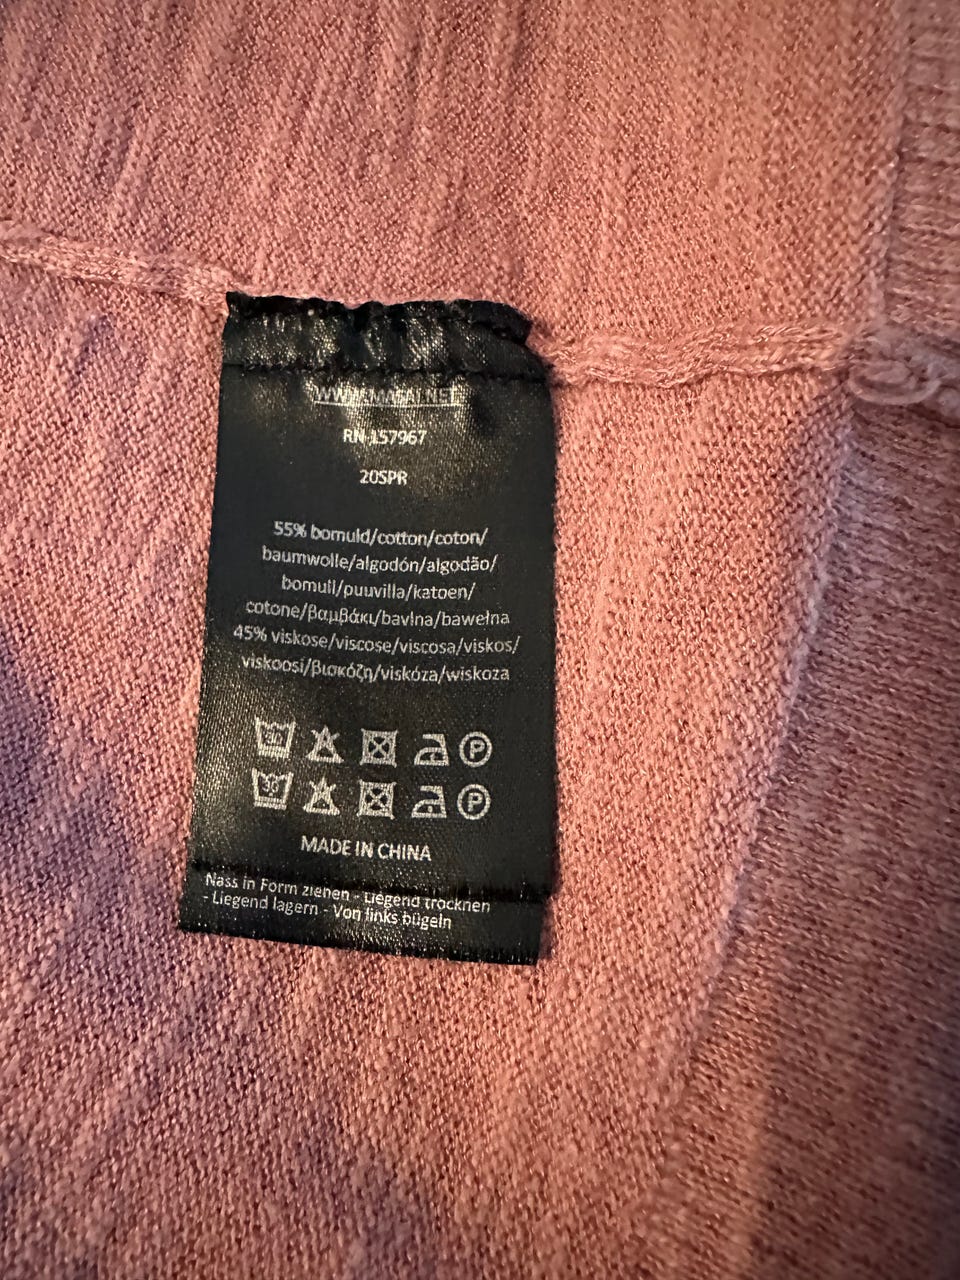 WWW.MASAI.NET
RN 157967
20SPR
55% bomuld/cotton/coton/
baumwolle/algodón/algodão/
bomull/puuvilla/katoen/
cotone/βαμβάκι/bavlna/bawełna
45% viskose/viscose/viscosa/viskos/
viskoosi/βισκόζη/viskóza/wiskoza
30 P
30 P
MADE IN CHINA
Nass in Form ziehen - Liegend trocknen
- Liegend lagern - Von links bügeln